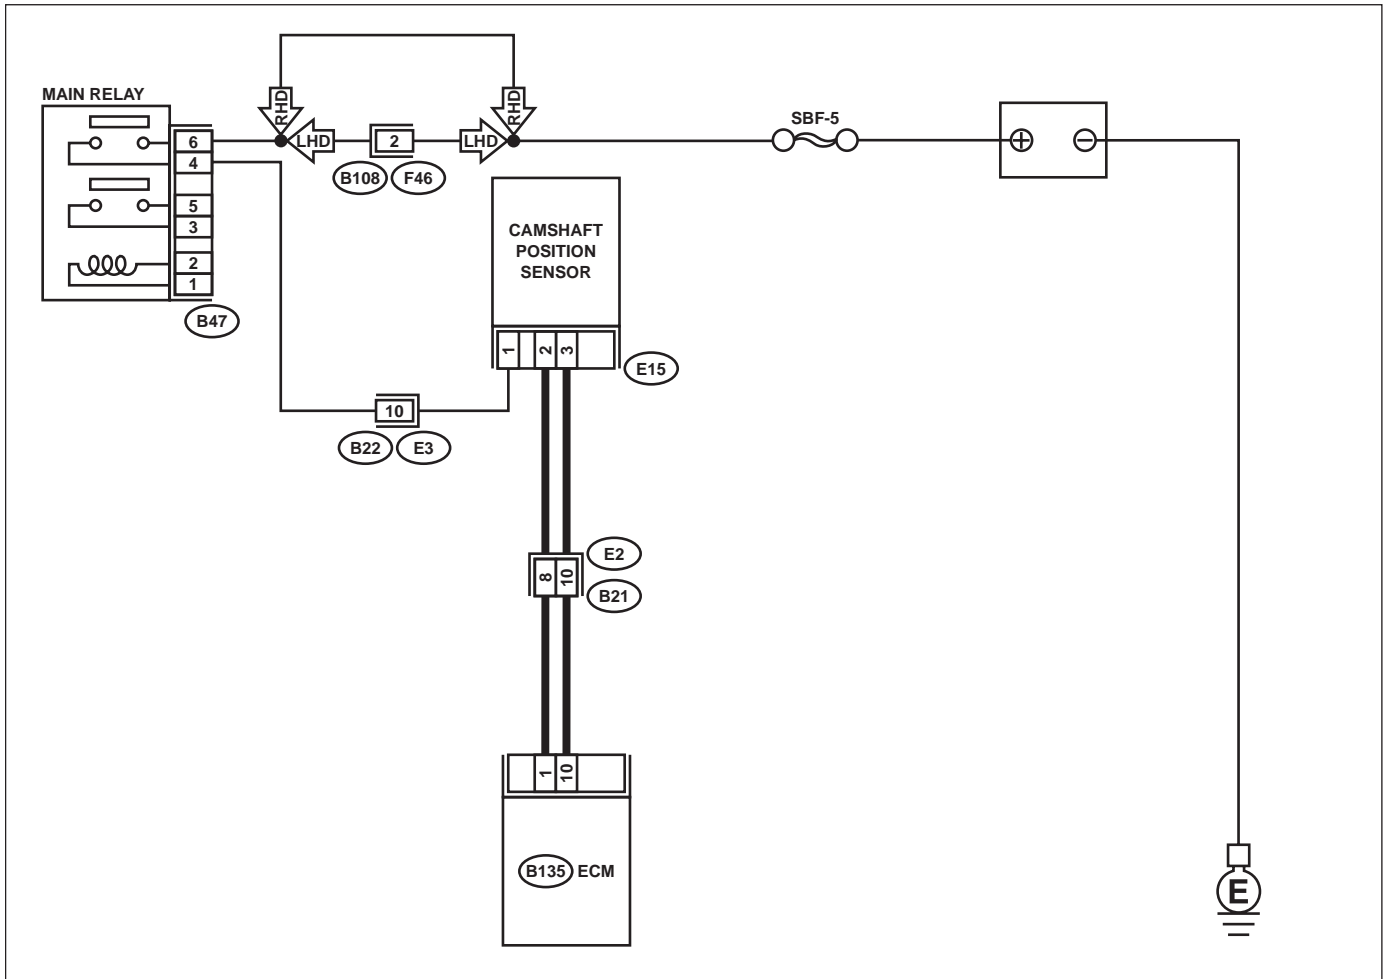 MAIN RELAY
6
4
5
3
2
1
B47
RHD
LHD
2
LHD
RHD
B108
F46
SBF-5
+
−
CAMSHAFT
POSITION
SENSOR
1
2
3
E15
10
B22
E3
E2
8
10
B21
1
10
B135 ECM
E